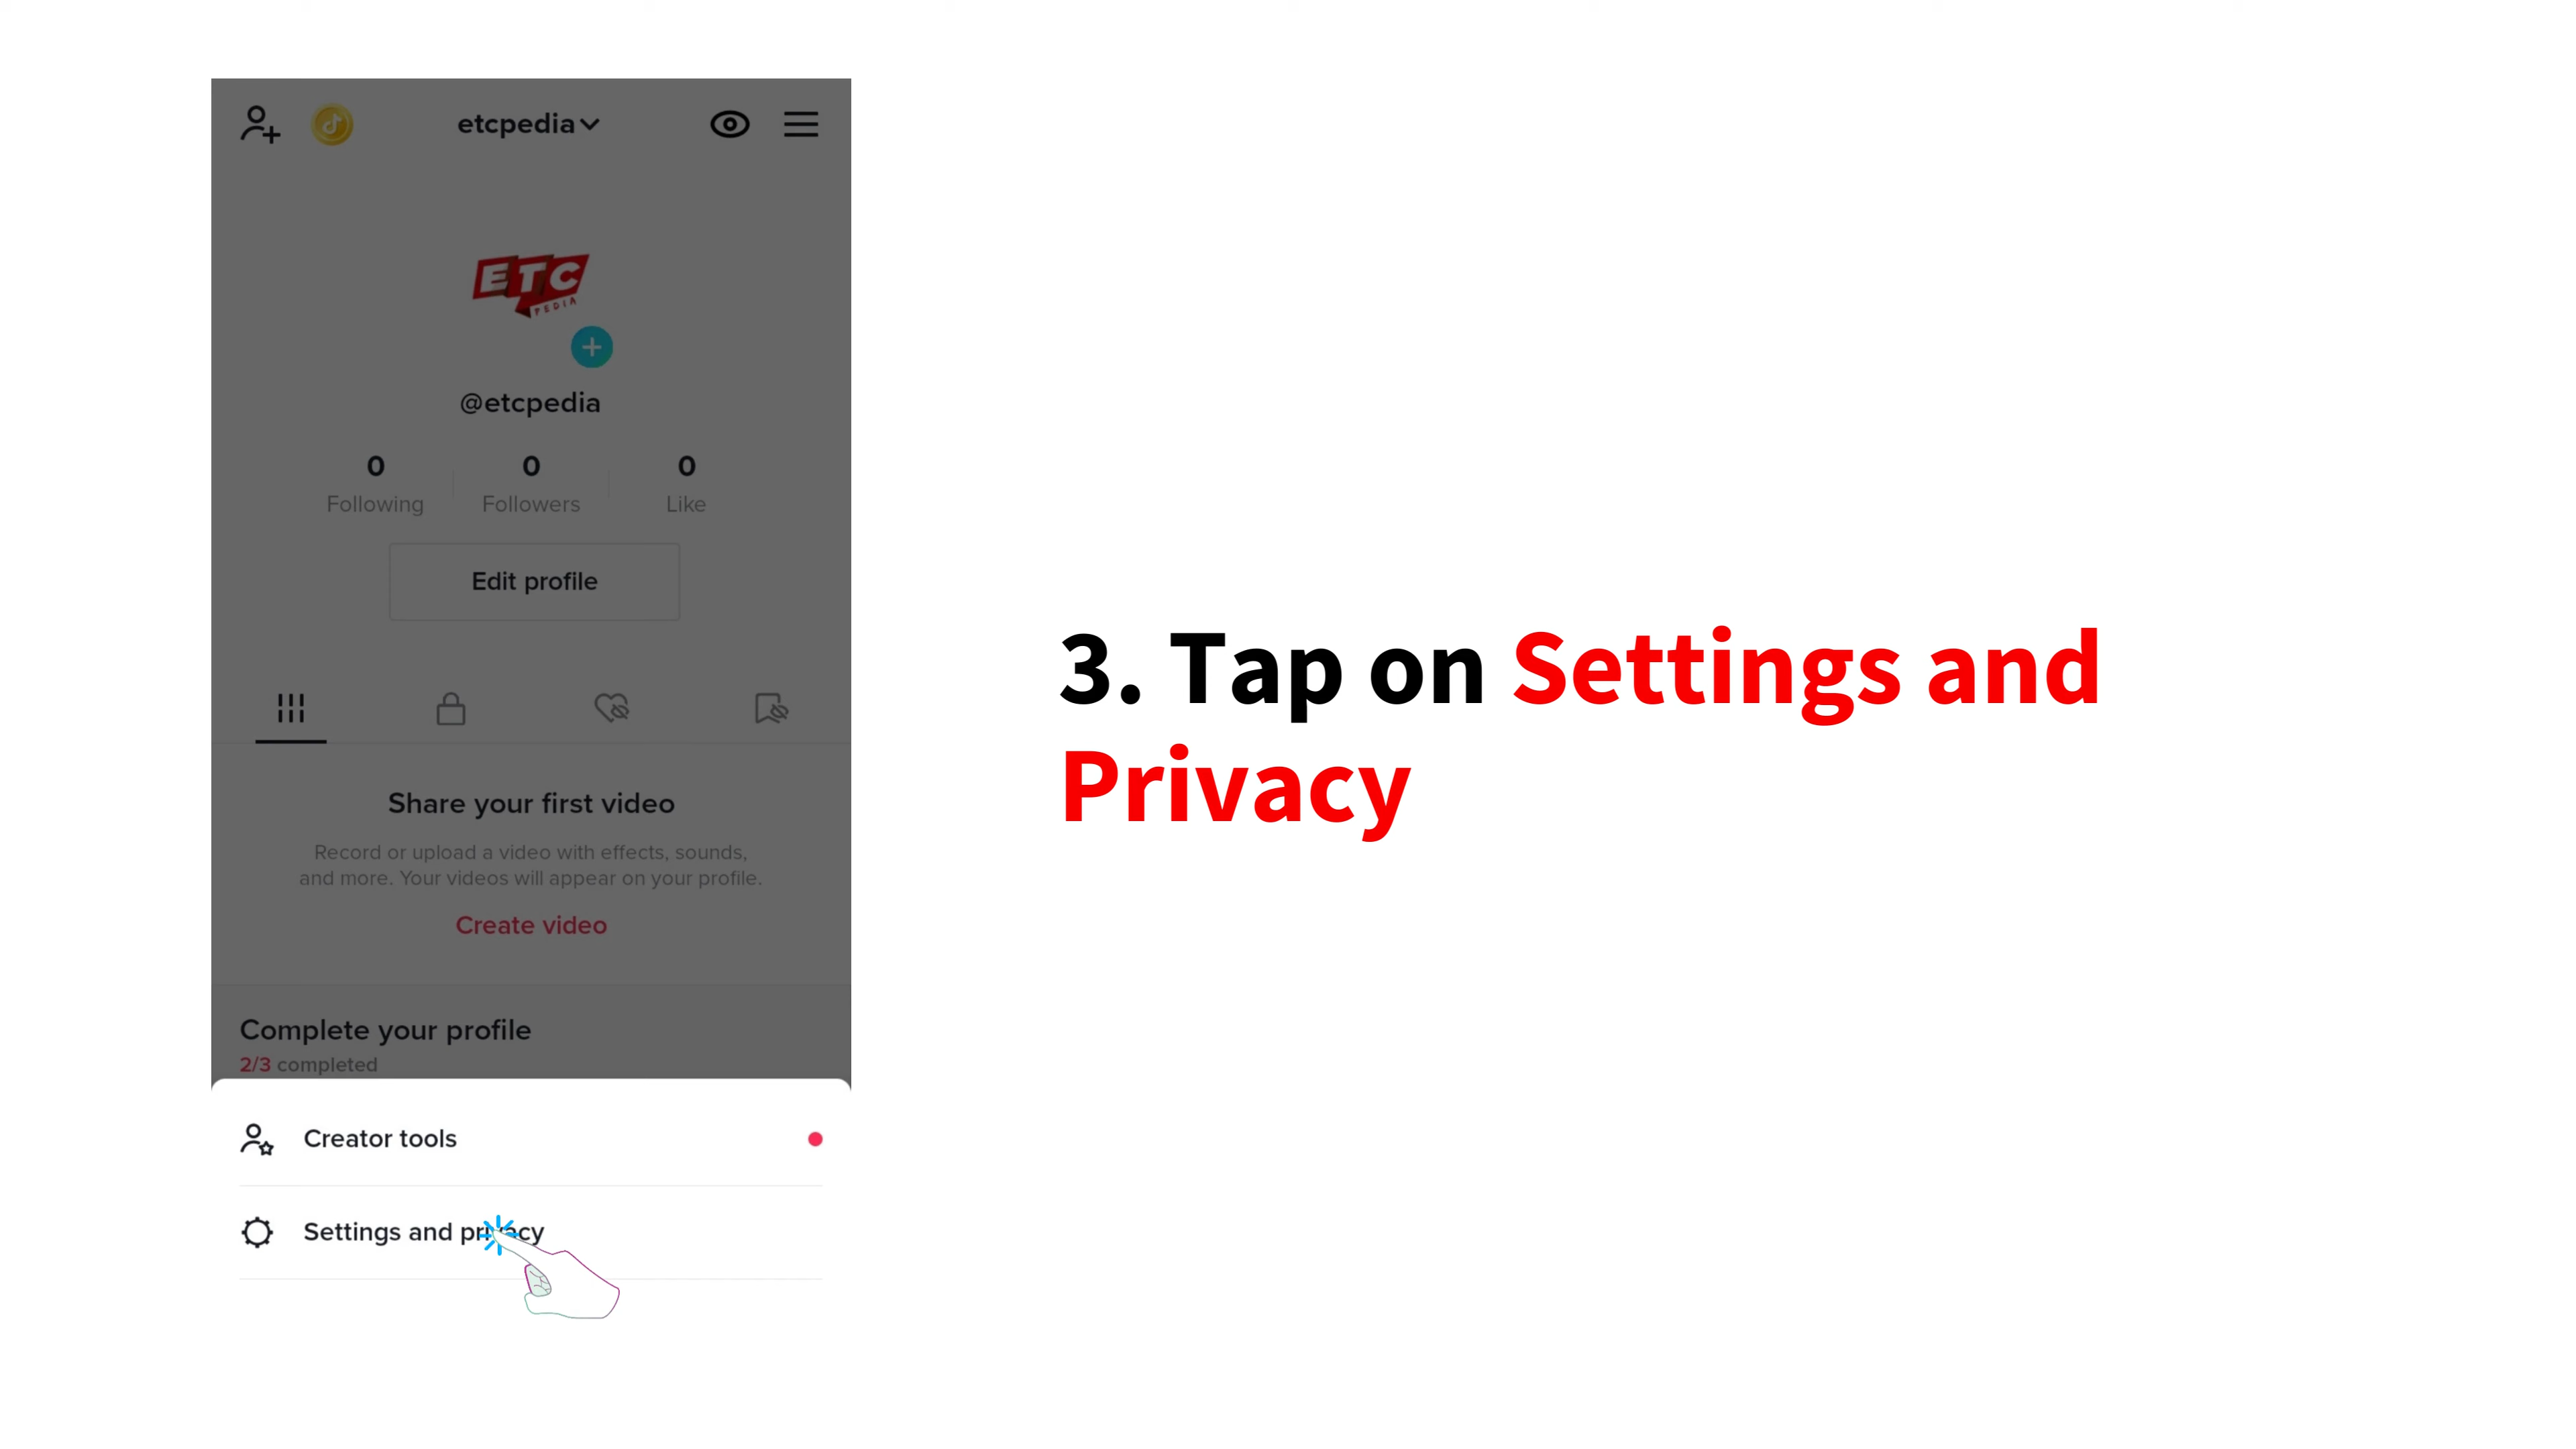 etcpedia
ETC
PEDIA
@etcpedia
0 0 0
Following Followers Like
Edit profile
Share your first video
Record or upload a video with effects, sounds,
and more. Your videos will appear on your profile.
Create video
Complete your profile
2/3 completed
Creator tools
Settings and privacy
3. Tap on Settings and
Privacy